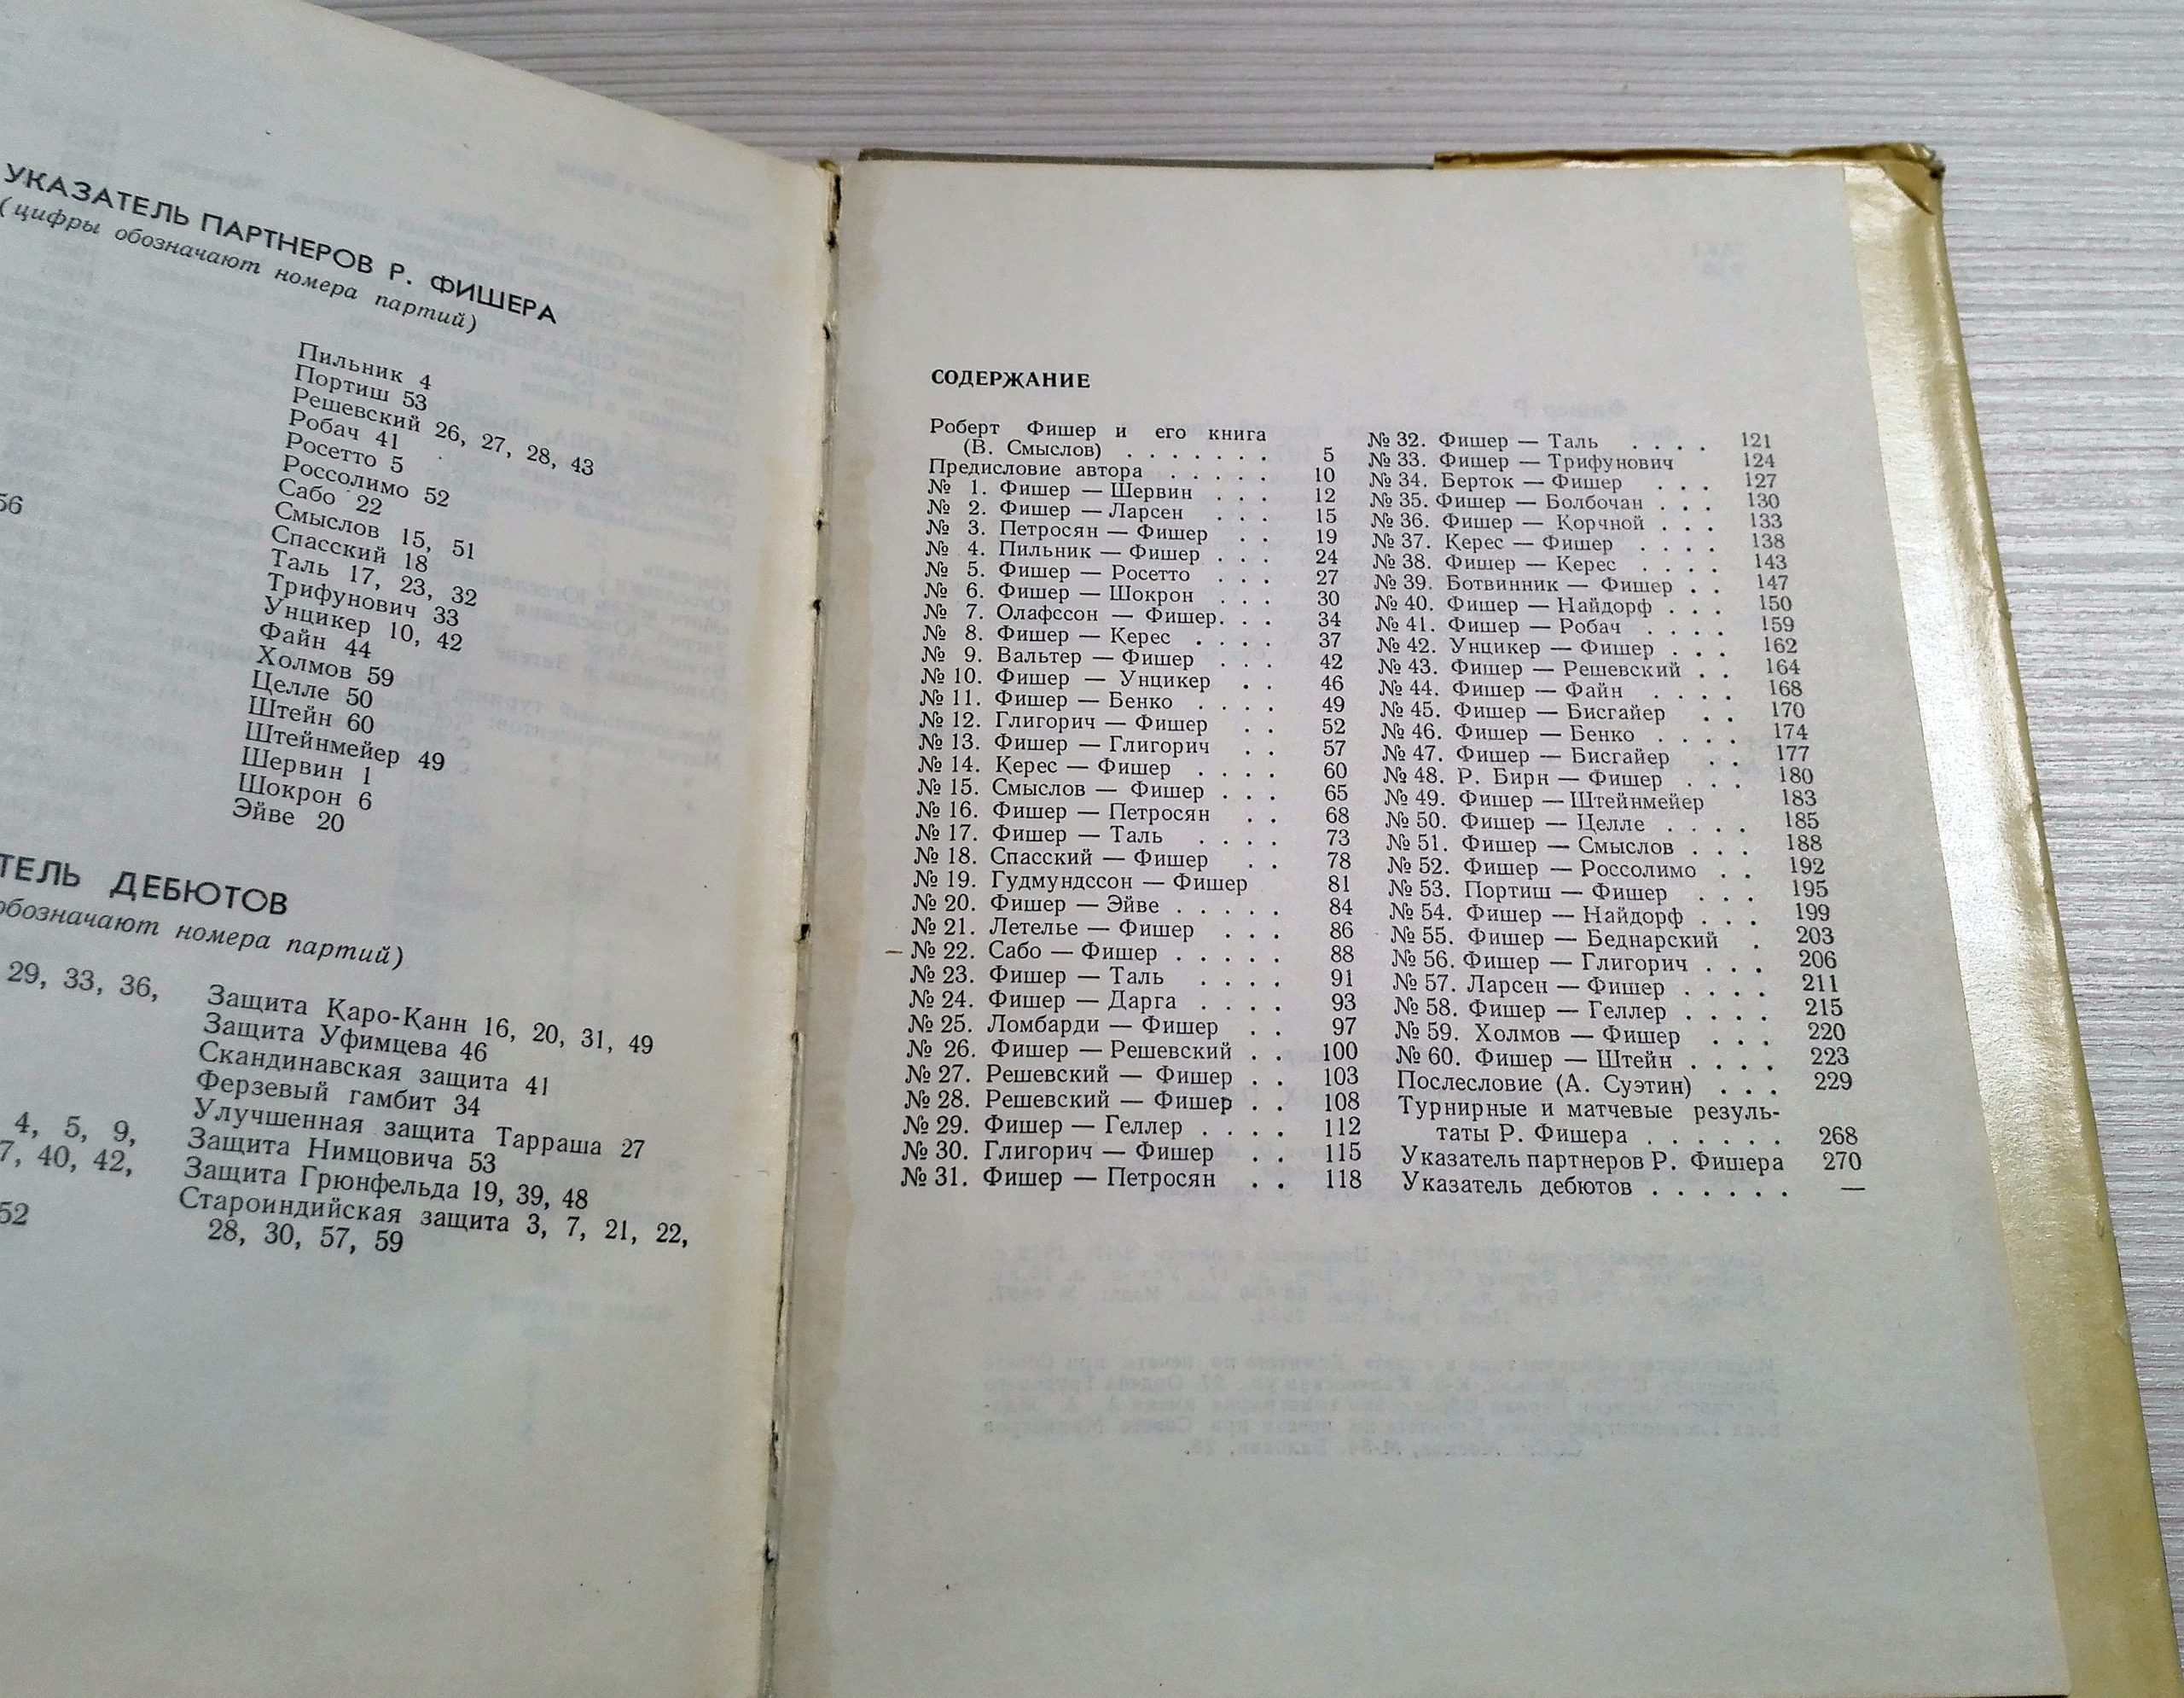 УКАЗАТЕЛЬ ПАРТНЕРОВ Р. ФИШЕРА
(цифры обозначают номера партий)
56
Пильник 4
Портиш 53
Решевский 26, 27, 28, 43
Робач 41
Росетто 5
Россолимо 52
Сабо 22
Смыслов 15, 51
Спасский 18
Таль 17, 23, 32
Трифунович 33
Унцикер 10, 42
Файн 44
Холмов 59
Целле 50
Штейн 60
Штейнмейер 49
Шервин 1
Шокрон 6
Эйве 20
ТЕЛЬ ДЕБЮТОВ
обозначают номера партий)
29, 33, 36,
4, 5, 9,
7, 40, 42,
52
Защита Каро-Канн 16, 20, 31, 49
Защита Уфимцева 46
Скандинавская защита 41
Ферзевый гамбит 34
Улучшенная защита Тарраша 27
Защита Нимцовича 53
Защита Грюнфельда 19, 39, 48
Староиндийская защита 3, 7, 21, 22,
28, 30, 57, 59
СОДЕРЖАНИЕ
Роберт Фишер и его книга
(В. Смыслов) . . . . . . . 5
Предисловие автора . . . . . 10
№ 1. Фишер — Шервин . . . 12
№ 2. Фишер — Ларсен . . . 15
№ 3. Петросян — Фишер . . 19
№ 4. Пильник — Фишер . . . 24
№ 5. Фишер — Росетто . . . 27
№ 6. Фишер — Шокрон . . . 30
№ 7. Олафссон — Фишер. . . 34
№ 8. Фишер — Керес . . . . 37
№ 9. Вальтер — Фишер . . . 42
№ 10. Фишер — Унцикер . . 46
№ 11. Фишер — Бенко . . . . 49
№ 12. Глигорич — Фишер . . 52
№ 13. Фишер — Глигорич . . 57
№ 14. Керес — Фишер . . . . 60
№ 15. Смыслов — Фишер . . . 65
№ 16. Фишер — Петросян . . 68
№ 17. Фишер — Таль . . . . 73
№ 18. Спасский — Фишер . . 78
№ 19. Гудмундссон — Фишер 81
№ 20. Фишер — Эйве . . . . . 84
№ 21. Летелье — Фишер . . . 86
№ 22. Сабо — Фишер . . . . . 88
№ 23. Фишер — Таль . . . . 91
№ 24. Фишер — Дарга . . . . 93
№ 25. Ломбарди — Фишер . . 97
№ 26. Фишер — Решевский . . 100
№ 27. Решевский — Фишер . . 103
№ 28. Решевский — Фишер . . 108
№ 29. Фишер — Геллер . . . . 112
№ 30. Глигорич — Фишер . . . 115
№ 31. Фишер — Петросян . . 118
№ 32. Фишер — Таль . . . . 121
№ 33. Фишер — Трифунович 124
№ 34. Берток — Фишер . . . 127
№ 35. Фишер — Болбочан . . . 130
№ 36. Фишер — Корчной . . . 133
№ 37. Керес — Фишер . . . . 138
№ 38. Фишер — Керес . . . . 143
№ 39. Ботвинник — Фишер . . 147
№ 40. Фишер — Найдорф . . . 150
№ 41. Фишер — Робач . . . . 159
№ 42. Унцикер — Фишер . . . 162
№ 43. Фишер — Решевский . . 164
№ 44. Фишер — Файн . . . . 168
№ 45. Фишер — Бисгайер . . 170
№ 46. Фишер — Бенко . . . . 174
№ 47. Фишер — Бисгайер . . 177
№ 48. Р. Бирн — Фишер . . . 180
№ 49. Фишер — Штейнмейер 183
№ 50. Фишер — Целле . . . . 185
№ 51. Фишер — Смыслов . . . 188
№ 52. Фишер — Россолимо . . 192
№ 53. Портиш — Фишер . . . 195
№ 54. Фишер — Найдорф . . . 199
№ 55. Фишер — Беднарский . 203
№ 56. Фишер — Глигорич . . . 206
№ 57. Ларсен — Фишер . . . . 211
№ 58. Фишер — Геллер . . . . 215
№ 59. Холмов — Фишер . . . 220
№ 60. Фишер — Штейн . . . . 223
Послесловие (А. Суэтин) . . . 229
Турнирные и матчевые резуль-
таты Р. Фишера . . . . . . 268
Указатель партнеров Р. Фишера 270
Указатель дебютов . . . . . . —